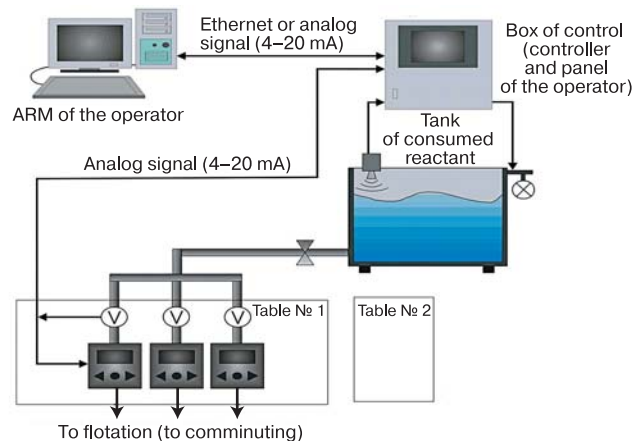 Ethernet or analog
signal (4–20 mA)
Box of control
(controller
and panel
of the operator)
ARM of the operator
Tank
of consumed
reactant
Analog signal (4–20 mA)
Table № 1
Table № 2
V
V
V
To flotation (to comminuting)